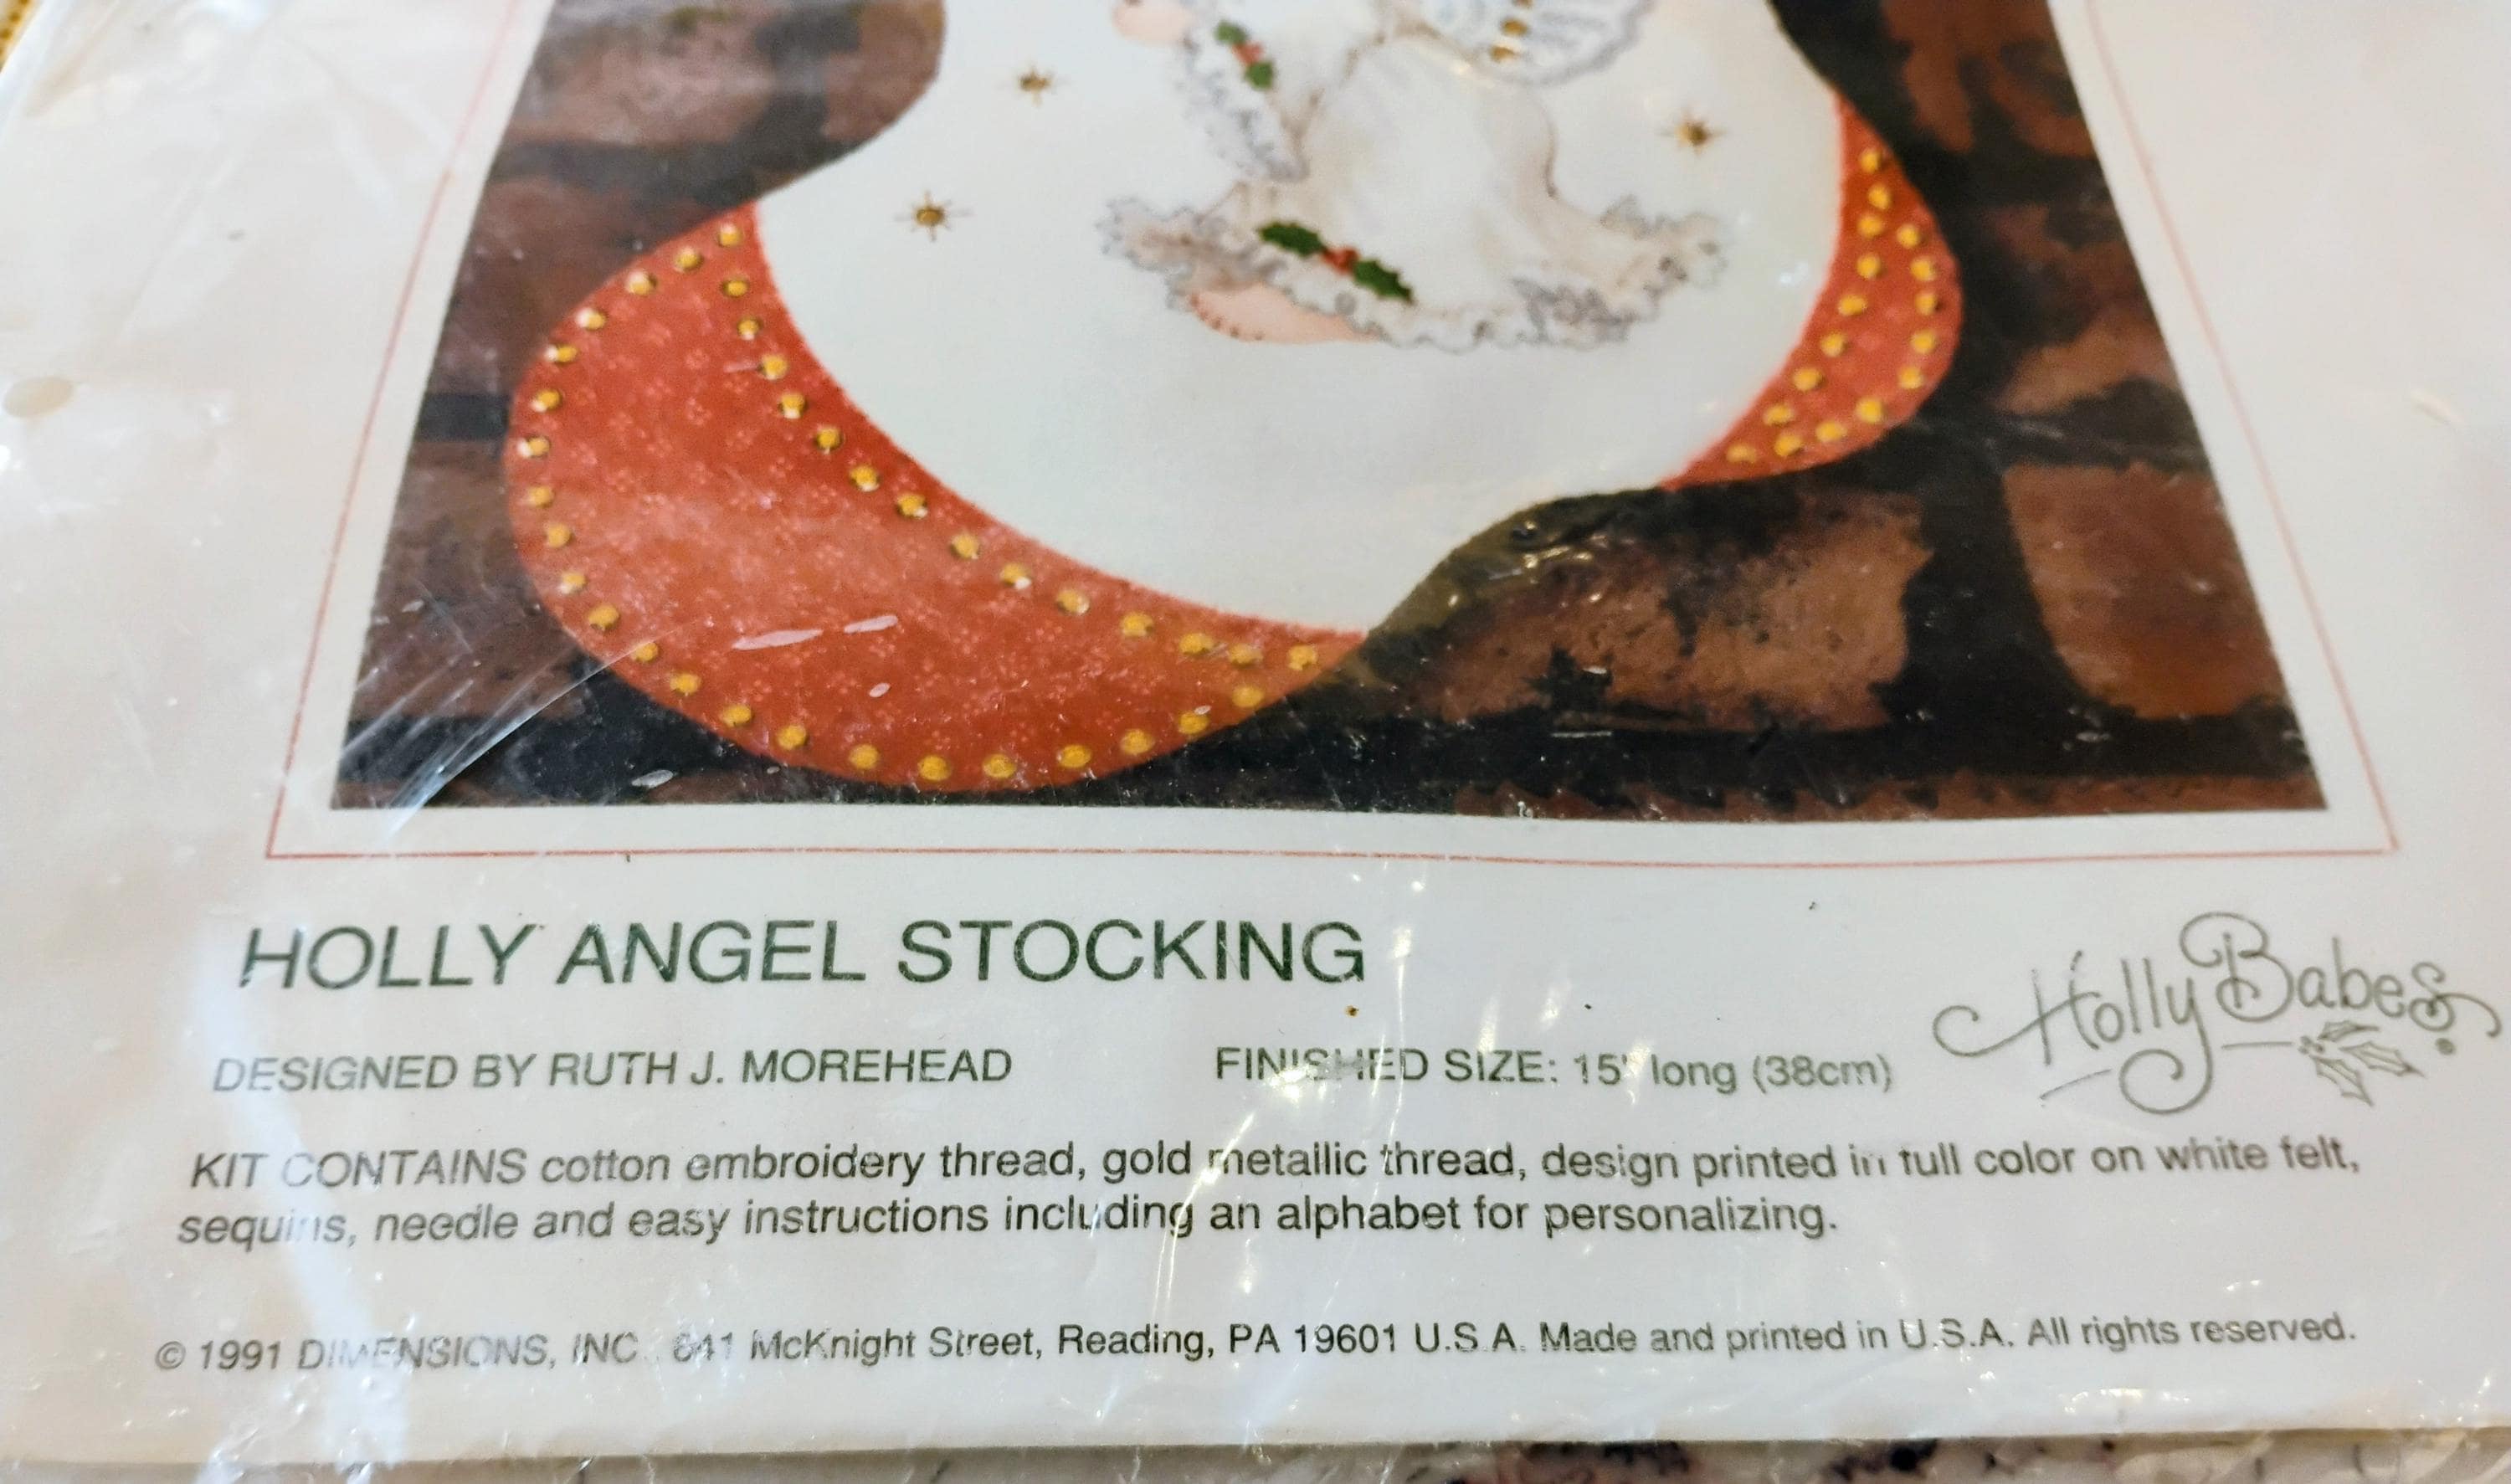 HOLLY ANGEL STOCKING
Holly Babes
DESIGNED BY RUTH J. MOREHEAD FINISHED SIZE: 15" long (38cm)
KIT CONTAINS cotton embroidery thread, gold metallic thread, design printed in full color on white felt,
sequins, needle and easy instructions including an alphabet for personalizing.
© 1991 DIMENSIONS, INC. 641 McKnight Street, Reading, PA 19601 U.S.A. Made and printed in U.S.A. All rights reserved.